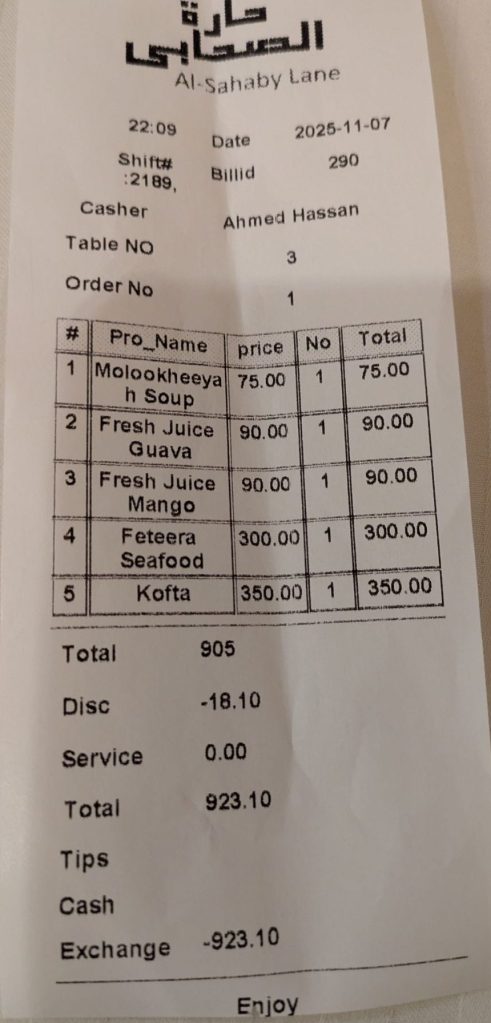 حارة
الصحابي
Al-Sahaby Lane
22:09 Date 2025-11-07
Shift# :2189, Billid 290
Casher Ahmed Hassan
Table NO 3
Order No 1
# Pro_Name price No Total
1 Molookheeyah Soup 75.00 1 75.00
2 Fresh Juice Guava 90.00 1 90.00
3 Fresh Juice Mango 90.00 1 90.00
4 Feteera Seafood 300.00 1 300.00
5 Kofta 350.00 1 350.00
Total 905
Disc -18.10
Service 0.00
Total 923.10
Tips
Cash
Exchange -923.10
Enjoy